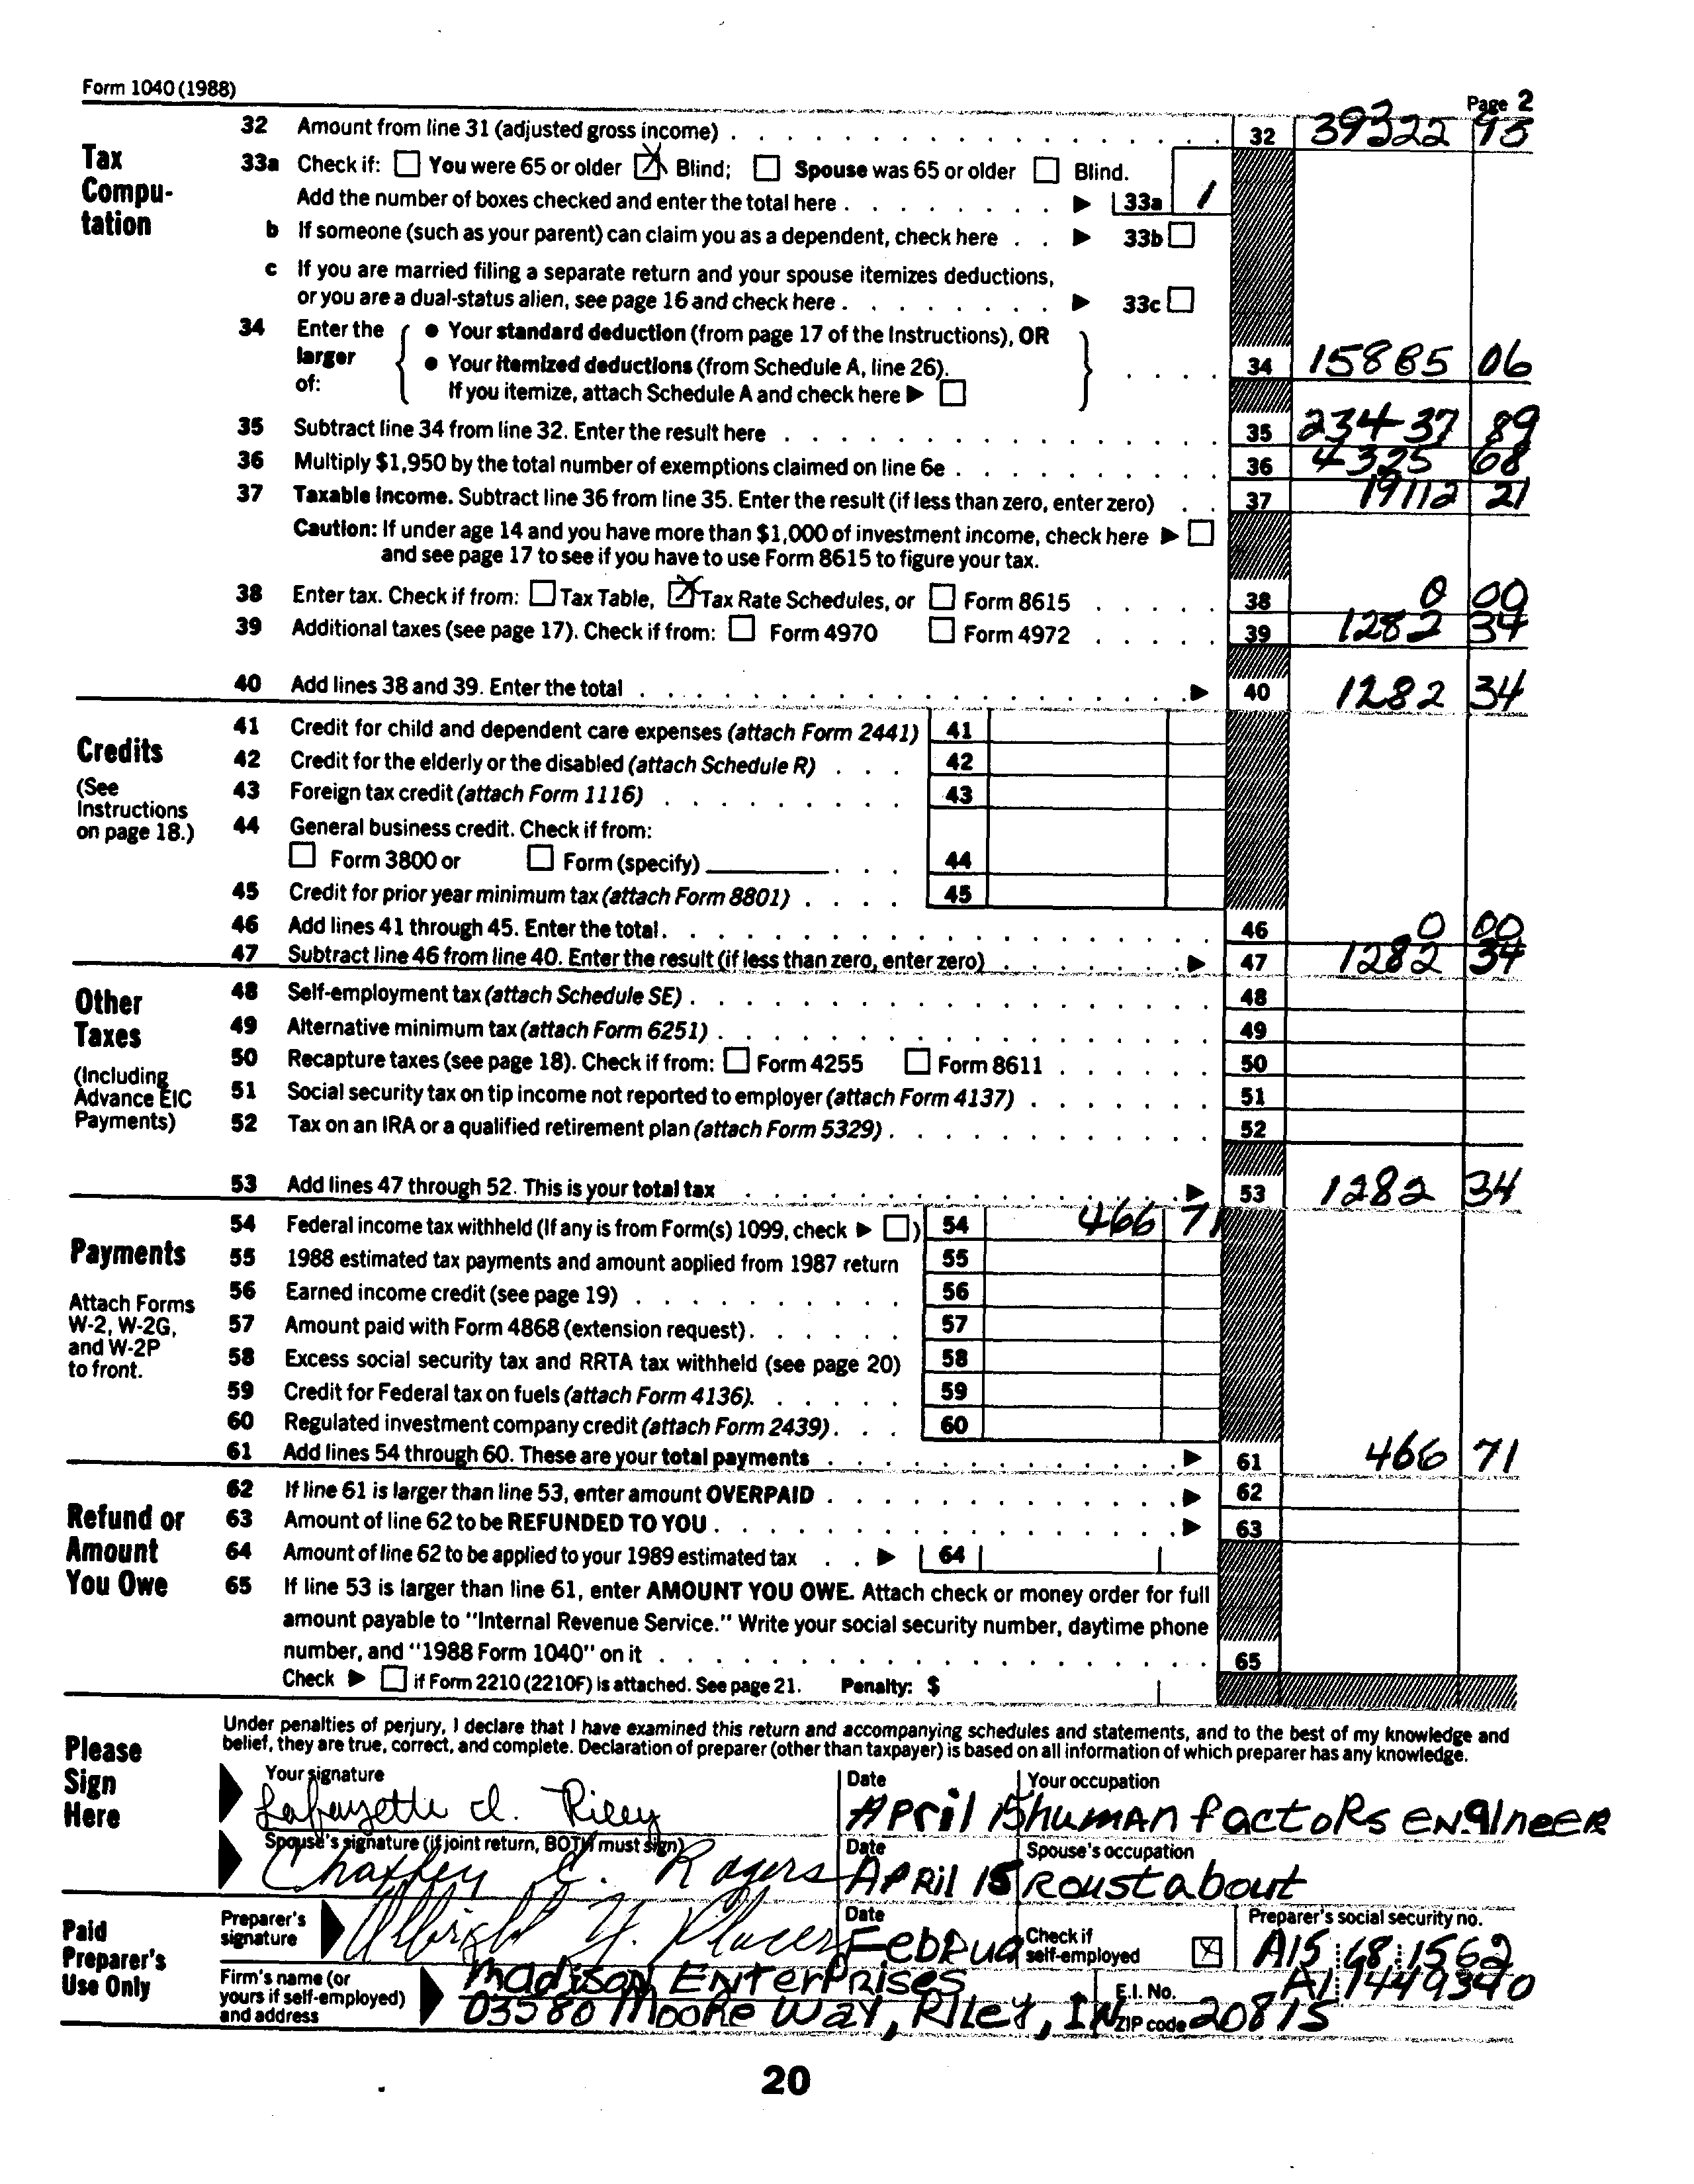 Form 1040 (1988)
Page 2
Tax Compu-tation
32 Amount from line 31 (adjusted gross income) 32 39322 95
33a Check if: You were 65 or older Blind; Spouse was 65 or older Blind.
Add the number of boxes checked and enter the total here 33a 1
b If someone (such as your parent) can claim you as a dependent, check here 33b
c If you are married filing a separate return and your spouse itemizes deductions,
or you are a dual-status alien, see page 16 and check here 33c
34 Enter the larger of:
● Your standard deduction (from page 17 of the Instructions), OR
● Your itemized deductions (from Schedule A, line 26). 34 15885 06
If you itemize, attach Schedule A and check here
35 Subtract line 34 from line 32. Enter the result here 35 23437 89
36 Multiply $1,950 by the total number of exemptions claimed on line 6e 36 4325 68
37 Taxable income. Subtract line 36 from line 35. Enter the result (if less than zero, enter zero) 37 19112 21
Caution: If under age 14 and you have more than $1,000 of investment income, check here
and see page 17 to see if you have to use Form 8615 to figure your tax.
38 Enter tax. Check if from: Tax Table, Tax Rate Schedules, or Form 8615 38 0 00
39 Additional taxes (see page 17). Check if from: Form 4970 Form 4972 39 1282 34
40 Add lines 38 and 39. Enter the total 40 1282 34
Credits
(See Instructions on page 18.)
41 Credit for child and dependent care expenses (attach Form 2441) 41
42 Credit for the elderly or the disabled (attach Schedule R) 42
43 Foreign tax credit (attach Form 1116) 43
44 General business credit. Check if from:
Form 3800 or Form (specify) 44
45 Credit for prior year minimum tax (attach Form 8801) 45
46 Add lines 41 through 45. Enter the total. 46 0 00
47 Subtract line 46 from line 40. Enter the result (if less than zero, enter zero) 47 1282 34
Other Taxes
(Including Advance EIC Payments)
48 Self-employment tax (attach Schedule SE) 48
49 Alternative minimum tax (attach Form 6251) 49
50 Recapture taxes (see page 18). Check if from: Form 4255 Form 8611 50
51 Social security tax on tip income not reported to employer (attach Form 4137) 51
52 Tax on an IRA or a qualified retirement plan (attach Form 5329) 52
53 Add lines 47 through 52. This is your total tax 53 1282 34
Payments
Attach Forms W-2, W-2G, and W-2P to front.
54 Federal income tax withheld (If any is from Form(s) 1099, check ) 54 466 71
55 1988 estimated tax payments and amount applied from 1987 return 55
56 Earned income credit (see page 19) 56
57 Amount paid with Form 4868 (extension request) 57
58 Excess social security tax and RRTA tax withheld (see page 20) 58
59 Credit for Federal tax on fuels (attach Form 4136). 59
60 Regulated investment company credit (attach Form 2439) 60
61 Add lines 54 through 60. These are your total payments 61 466 71
Refund or Amount You Owe
62 If line 61 is larger than line 53, enter amount OVERPAID 62
63 Amount of line 62 to be REFUNDED TO YOU 63
64 Amount of line 62 to be applied to your 1989 estimated tax 64
65 If line 53 is larger than line 61, enter AMOUNT YOU OWE. Attach check or money order for full
amount payable to "Internal Revenue Service." Write your social security number, daytime phone
number, and "1988 Form 1040" on it 65
Check if Form 2210 (2210F) is attached. See page 21. Penalty: $
Please Sign Here
Under penalties of perjury, I declare that I have examined this return and accompanying schedules and statements, and to the best of my knowledge and
belief, they are true, correct, and complete. Declaration of preparer (other than taxpayer) is based on all information of which preparer has any knowledge.
Your signature Date Your occupation
Lafayette d. Riley April 15 human factors engineer
Spouse's signature (if joint return, BOTH must sign) Date Spouse's occupation
Chaffey C. Rogers April 15 Roustabout
Paid Preparer's Use Only
Preparer's signature Albright Y. Placer Date Februa Check if self-employed Preparer's social security no. A15 68 1562
Firm's name (or yours if self-employed) and address Madison Enterprises E.I. No. A1 1449390
03580 Moore Way, Riley, IN ZIP code 20815
20